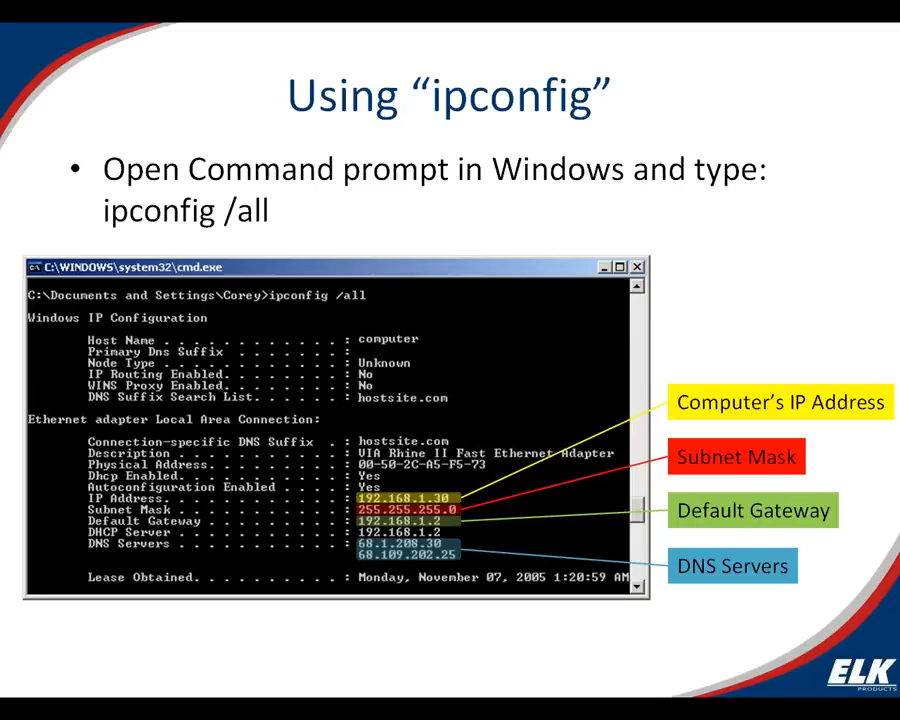 Using “ipconfig”
• Open Command prompt in Windows and type:
ipconfig /all
C:\WINDOWS\system32\cmd.exe
C:\Documents and Settings\Corey>ipconfig /all
Windows IP Configuration
Host Name . . . . . . . . . . . . : computer
Primary Dns Suffix . . . . . . . :
Node Type . . . . . . . . . . . . : Unknown
IP Routing Enabled. . . . . . . . : No
WINS Proxy Enabled. . . . . . . . : No
DNS Suffix Search List. . . . . . : hostsite.com
Ethernet adapter Local Area Connection:
Connection-specific DNS Suffix . : hostsite.com
Description . . . . . . . . . . . : VIA Rhine II Fast Ethernet Adapter
Physical Address. . . . . . . . . : 00-50-2C-A5-F5-73
Dhcp Enabled. . . . . . . . . . . : Yes
Autoconfiguration Enabled . . . . : Yes
IP Address. . . . . . . . . . . . : 192.168.1.30
Subnet Mask . . . . . . . . . . . : 255.255.255.0
Default Gateway . . . . . . . . . : 192.168.1.2
DHCP Server . . . . . . . . . . . : 192.168.1.2
DNS Servers . . . . . . . . . . . : 68.1.208.30
68.109.202.25
Lease Obtained. . . . . . . . . . : Monday, November 07, 2005 1:20:59 AM
Computer’s IP Address
Subnet Mask
Default Gateway
DNS Servers
ELK
PRODUCTS